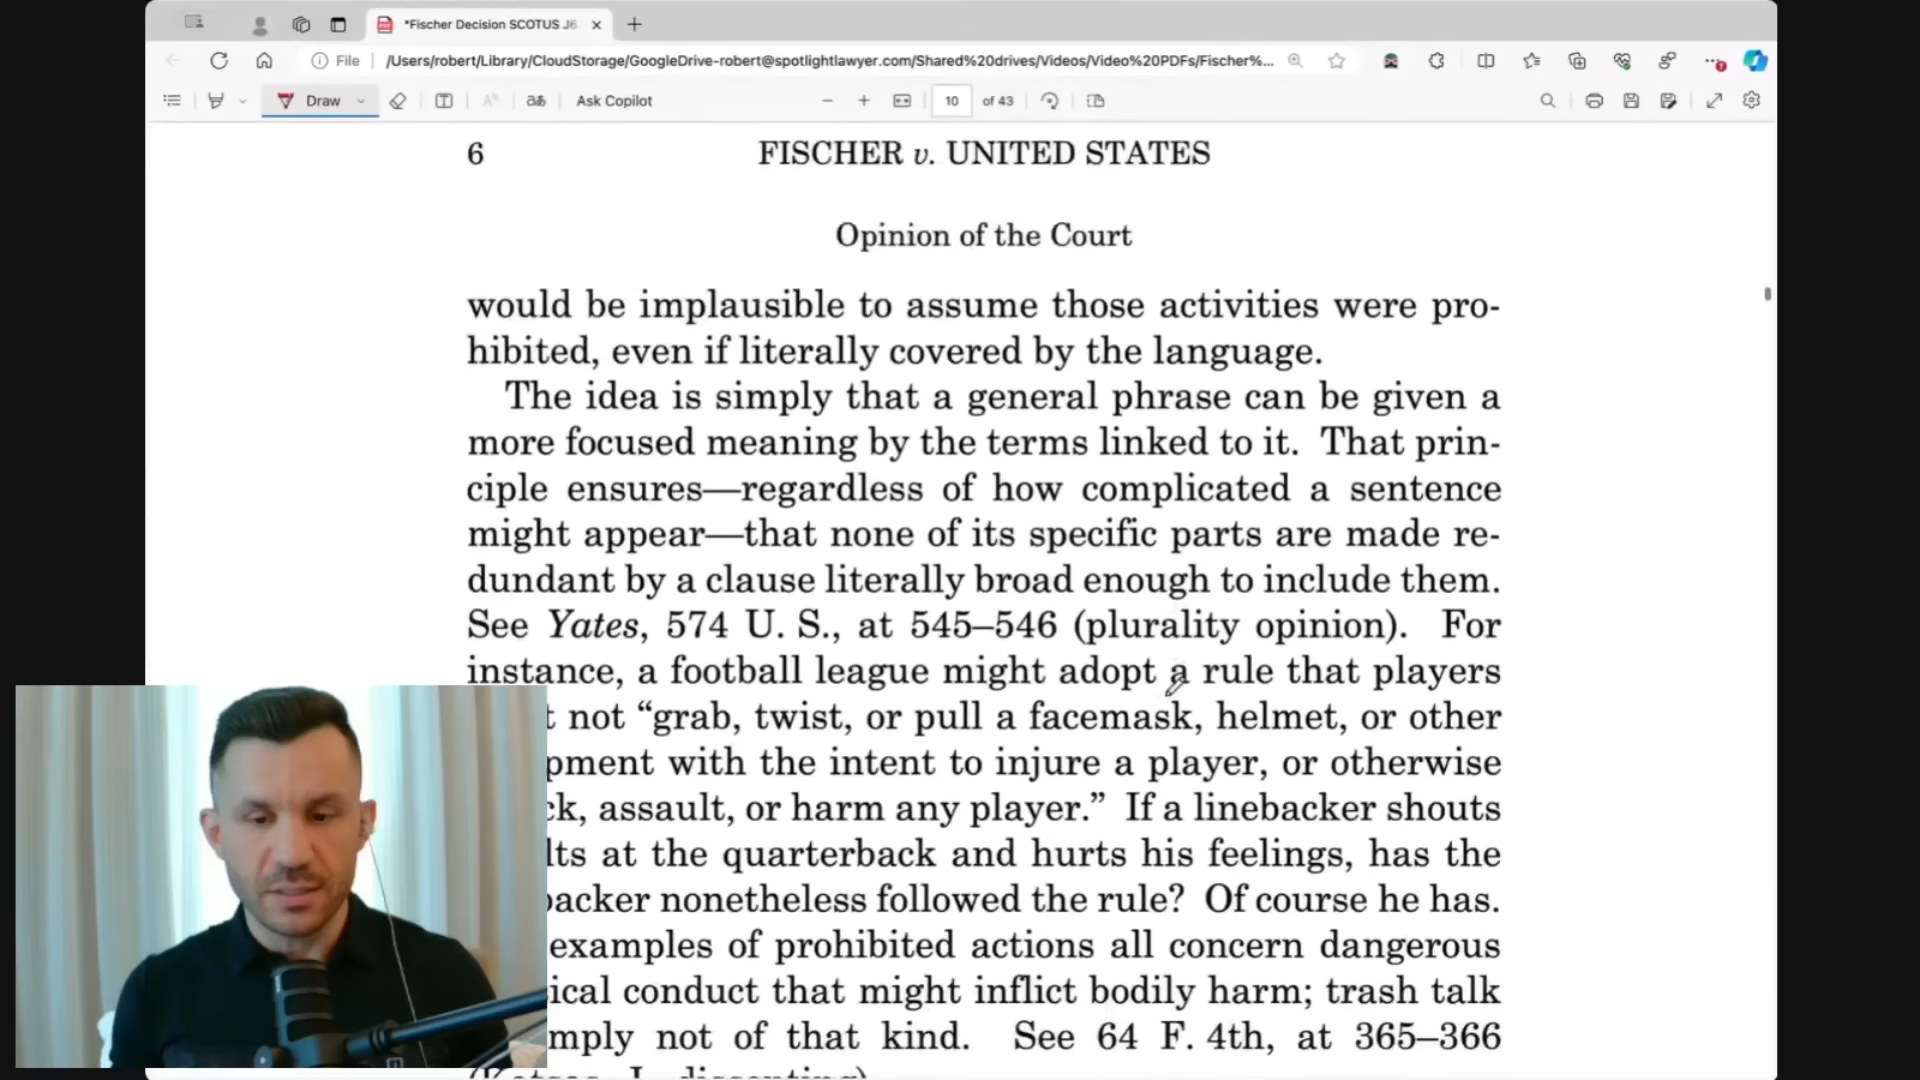 *Fischer Decision SCOTUS J6
File
/Users/robert/Library/CloudStorage/GoogleDrive-robert@spotlightlawyer.com/Shared%20drives/Videos/Video%20PDFs/Fischer%...
Draw
Ask Copilot
10 of 43
6 FISCHER v. UNITED STATES
Opinion of the Court
would be implausible to assume those activities were pro-
hibited, even if literally covered by the language.
The idea is simply that a general phrase can be given a
more focused meaning by the terms linked to it. That prin-
ciple ensures—regardless of how complicated a sentence
might appear—that none of its specific parts are made re-
dundant by a clause literally broad enough to include them.
See Yates, 574 U. S., at 545–546 (plurality opinion). For
instance, a football league might adopt a rule that players
t not “grab, twist, or pull a facemask, helmet, or other
pment with the intent to injure a player, or otherwise
ck, assault, or harm any player.” If a linebacker shouts
lts at the quarterback and hurts his feelings, has the
backer nonetheless followed the rule? Of course he has.
examples of prohibited actions all concern dangerous
ical conduct that might inflict bodily harm; trash talk
mply not of that kind. See 64 F. 4th, at 365–366